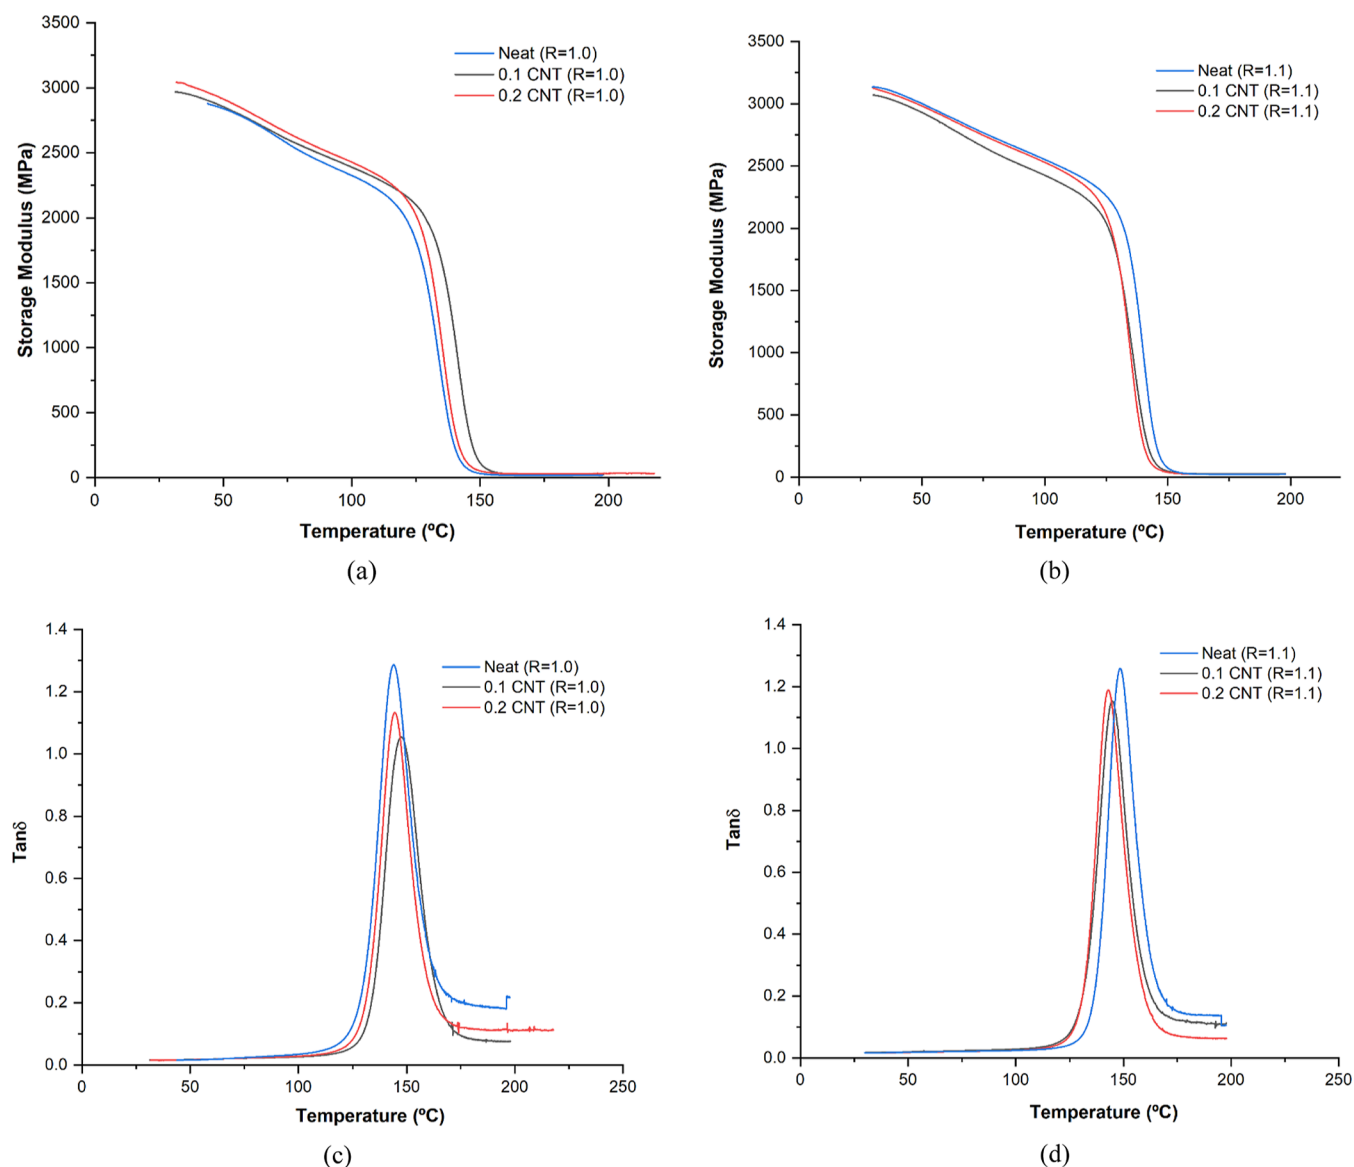 3500
3000
2500
2000
1500
1000
500
0
Storage Modulus (MPa)
Neat (R=1.0)
0.1 CNT (R=1.0)
0.2 CNT (R=1.0)
0 50 100 150 200
Temperature (ºC)
(a)
3500
3000
2500
2000
1500
1000
500
0
Storage Modulus (MPa)
Neat (R=1.1)
0.1 CNT (R=1.1)
0.2 CNT (R=1.1)
0 50 100 150 200
Temperature (ºC)
(b)
1.4
1.2
1.0
0.8
0.6
0.4
0.2
0.0
Tanδ
Neat (R=1.0)
0.1 CNT (R=1.0)
0.2 CNT (R=1.0)
0 50 100 150 200 250
Temperature (ºC)
(c)
1.4
1.2
1.0
0.8
0.6
0.4
0.2
0.0
Tanδ
Neat (R=1.1)
0.1 CNT (R=1.1)
0.2 CNT (R=1.1)
0 50 100 150 200 250
Temperature (ºC)
(d)